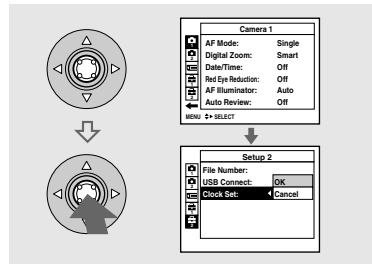 Camera 1
AF Mode: Single
Digital Zoom: Smart
Date/Time: Off
Red Eye Reduction: Off
AF Illuminator: Auto
Auto Review: Off
MENU SELECT
Setup 2
File Number:
USB Connect: OK
Clock Set: Cancel